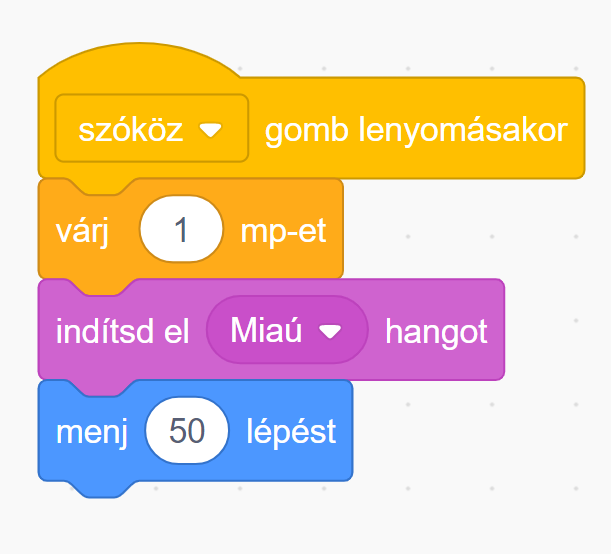 szóköz gomb lenyomásakor
várj 1 mp-et
indítsd el Miaú hangot
menj 50 lépést